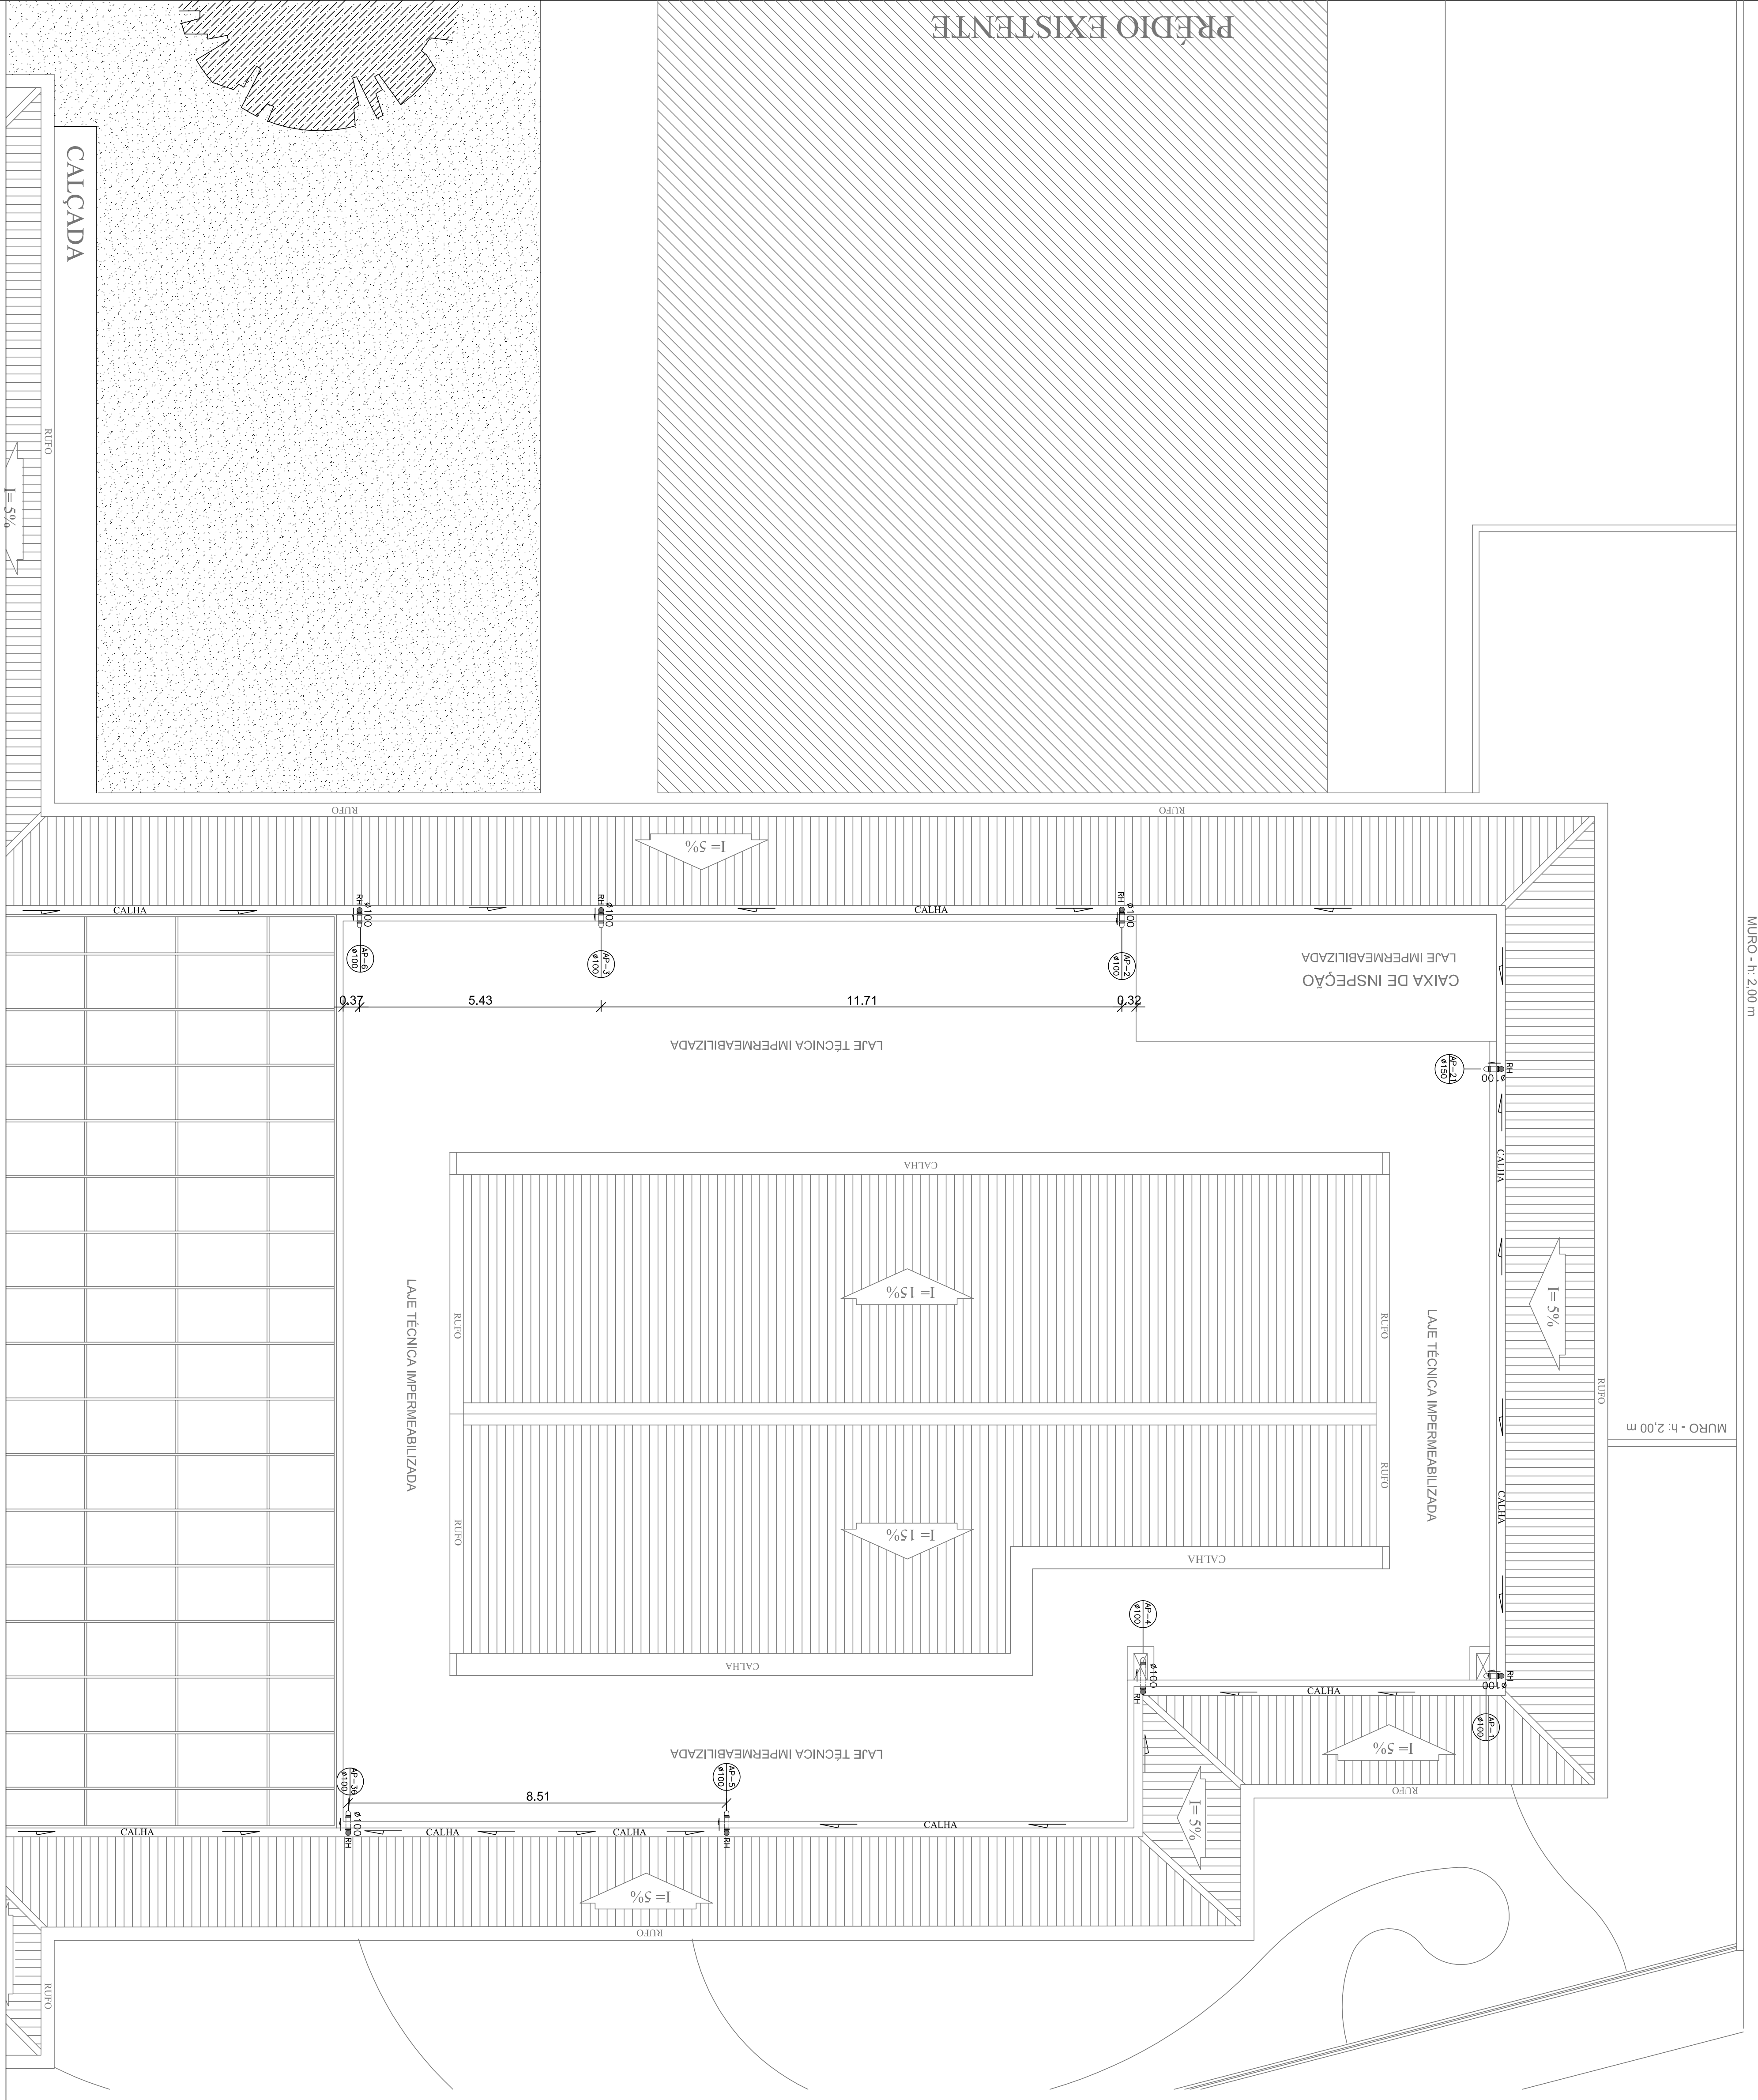 PRÉDIO EXISTENTE
CALÇADA
RUFO
I= 5%
MURO - h: 2,00 m
RUFO
RUFO
I= 5%
CALHA
RH
ø100
AP-6
ø100
RH
ø100
AP-3
ø100
CALHA
RH
ø100
AP-2
ø100
LAJE IMPERMEABILIZADA
CAIXA DE INSPEÇÃO
0.37
5.43
11.71
0.32
LAJE TÉCNICA IMPERMEABILIZADA
RH
ø100
AP-21
ø150
CALHA
CALHA
I= 15%
I= 5%
LAJE TÉCNICA IMPERMEABILIZADA
RUFO
RUFO
LAJE TÉCNICA IMPERMEABILIZADA
RUFO
MURO - h: 2,00 m
RUFO
RUFO
I= 15%
CALHA
CALHA
CALHA
AP-4
ø100
ø100
RH
CALHA
RH
ø100
AP-1
ø100
I= 5%
LAJE TÉCNICA IMPERMEABILIZADA
AP-36
ø100
AP-5
ø100
8.51
RUFO
I= 5%
CALHA
ø100
RH
CALHA
CALHA
RH
CALHA
I= 5%
RUFO
RUFO